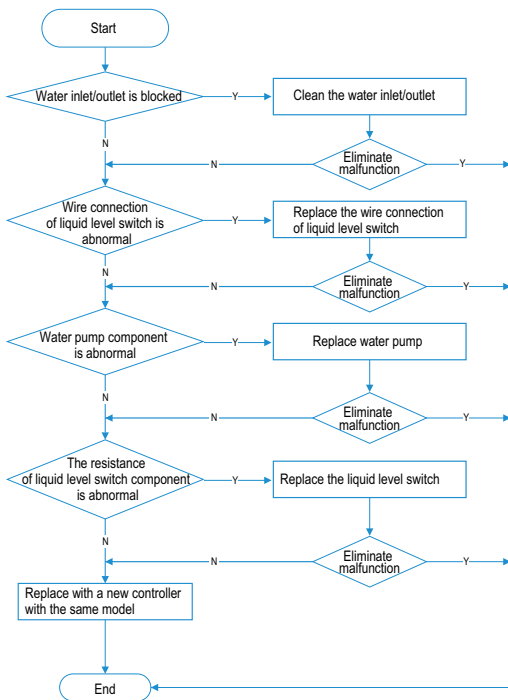 Start
Water inlet/outlet is blocked
Y
Clean the water inlet/outlet
N
N
Eliminate
malfunction
Y
Wire connection
of liquid level switch is
abnormal
Y
Replace the wire connection
of liquid level switch
N
N
Eliminate
malfunction
Y
Water pump component
is abnormal
Y
Replace water pump
N
N
Eliminate
malfunction
Y
The resistance
of liquid level switch component
is abnormal
Y
Replace the liquid level switch
N
N
Eliminate
malfunction
Y
Replace with a new controller
with the same model
End